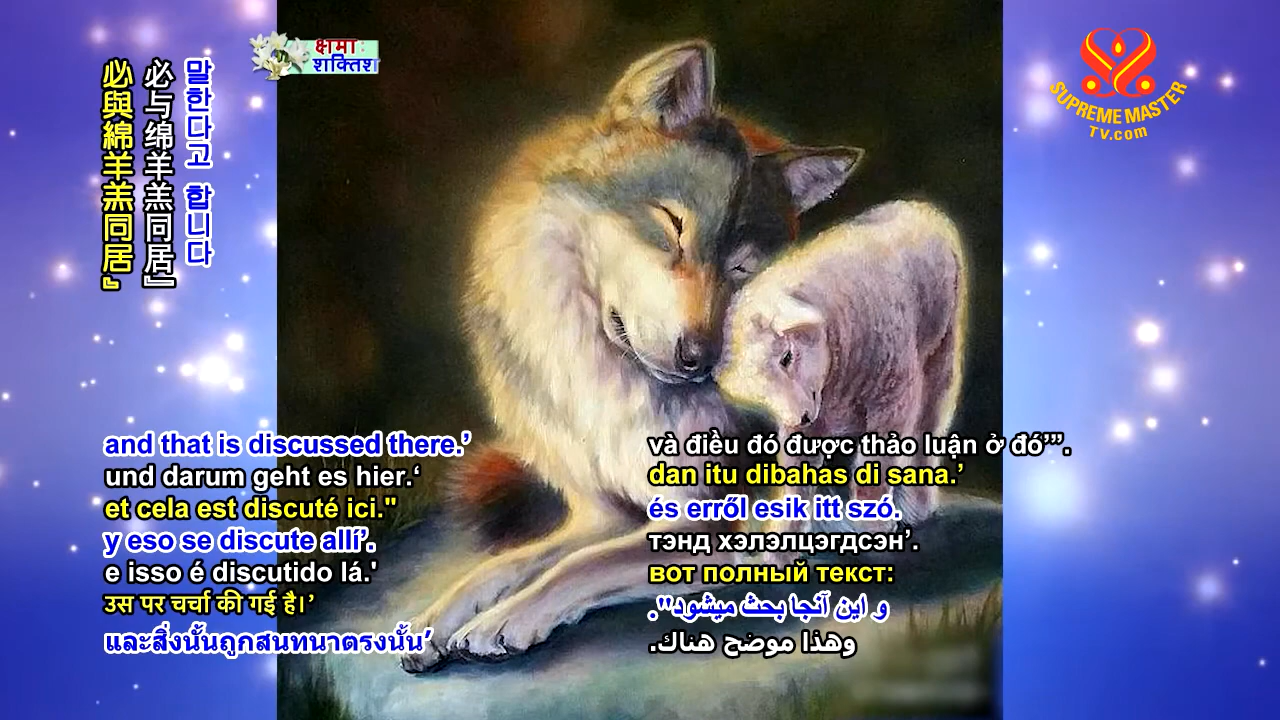 क्षमा :
शक्तिश
SUPREME MASTER
TV.com
말한다고 합니다
必与绵羊羔同居』
必與綿羊羔同居』
and that is discussed there.’
und darum geht es hier.‘
et cela est discuté ici."
y eso se discute allí’.
e isso é discutido lá.'
उस पर चर्चा की गई है।’
และสิ่งนั้นถูกสนทนาตรงนั้น’
và điều đó được thảo luận ở đó’”.
dan itu dibahas di sana.’
és erről esik itt szó.
тэнд хэлэлцэгдсэн’.
вот полный текст:
و این آنجا بحث میشود".
وهذا موضح هناك.